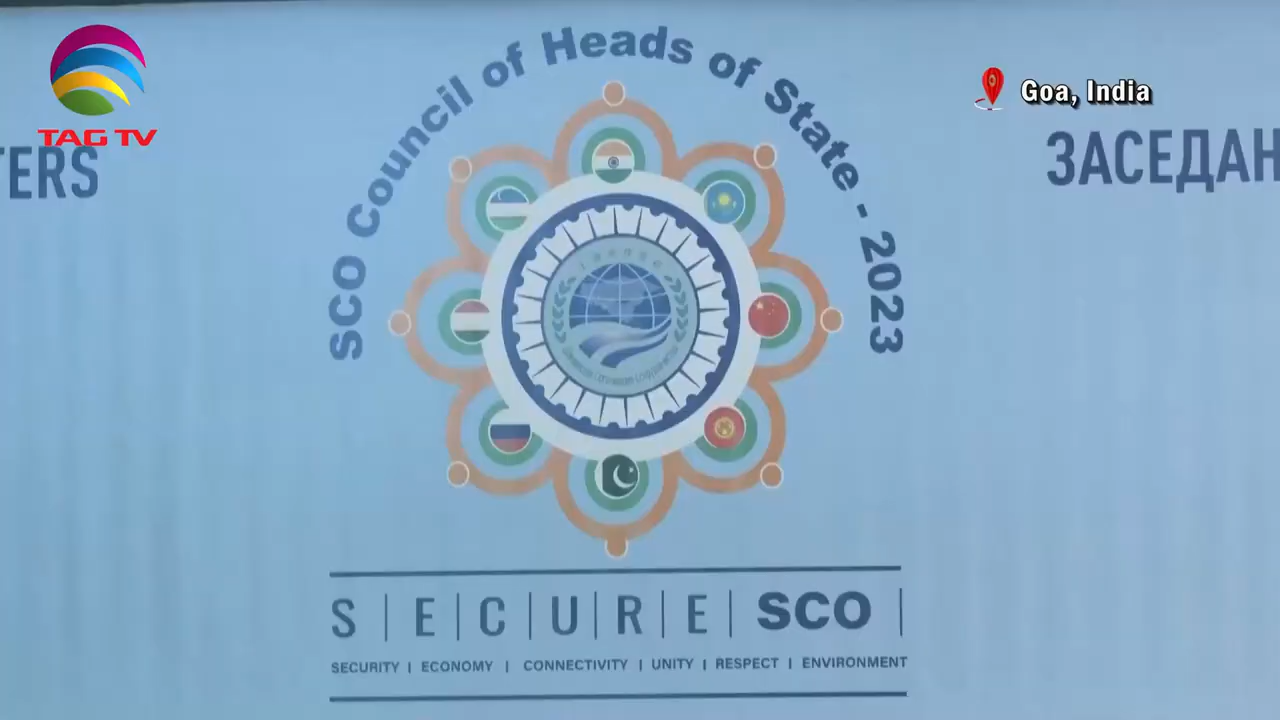 TAG TV
Goa, India
TERS
ЗАСЕДАН
SCO Council of Heads of State - 2023
S | E | C | U | R | E | SCO |
SECURITY | ECONOMY | CONNECTIVITY | UNITY | RESPECT | ENVIRONMENT